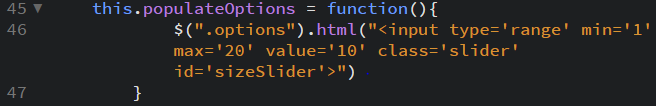 45 ▼ this.populateOptions = function(){
46 $(".options").html("<input type='range' min='1'
max='20' value='10' class='slider'
id='sizeSlider'>")
47 }